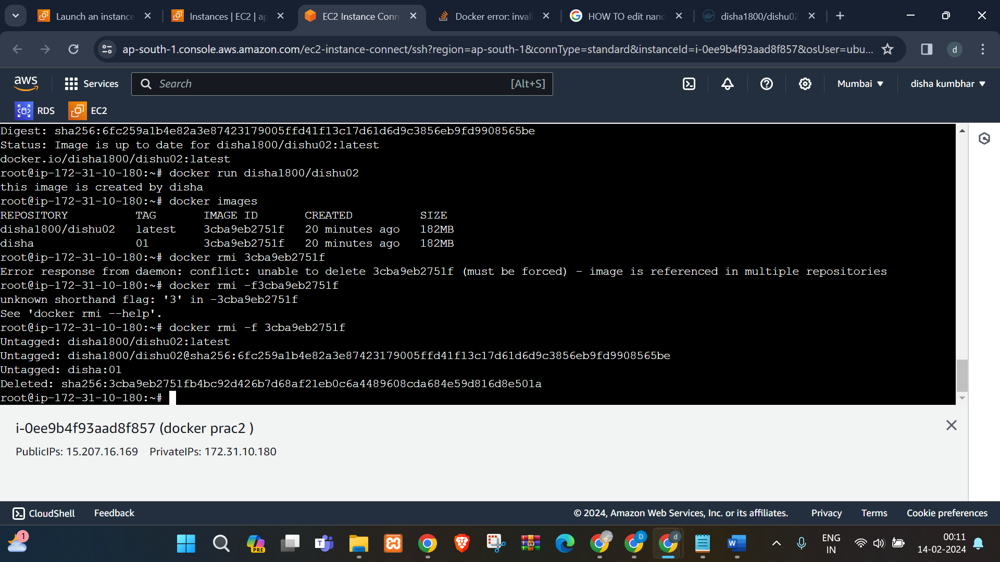 Launch an instance
Instances | EC2 | ap
EC2 Instance Conn
Docker error: invali
HOW TO edit nano
disha1800/dishu02
ap-south-1.console.aws.amazon.com/ec2-instance-connect/ssh?region=ap-south-1&connType=standard&instanceId=i-0ee9b4f93aad8f857&osUser=ubu...
d
aws
Services
Search
[Alt+S]
Mumbai
disha kumbhar
RDS
EC2
Digest: sha256:6fc259a1b4e82a3e87423179005ffd41f13c17d61d6d9c3856eb9fd9908565be
Status: Image is up to date for disha1800/dishu02:latest
docker.io/disha1800/dishu02:latest
root@ip-172-31-10-180:~# docker run disha1800/dishu02
this image is created by disha
root@ip-172-31-10-180:~# docker images
REPOSITORY          TAG       IMAGE ID       CREATED          SIZE
disha1800/dishu02   latest    3cba9eb2751f   20 minutes ago   182MB
disha               01        3cba9eb2751f   20 minutes ago   182MB
root@ip-172-31-10-180:~# docker rmi 3cba9eb2751f
Error response from daemon: conflict: unable to delete 3cba9eb2751f (must be forced) - image is referenced in multiple repositories
root@ip-172-31-10-180:~# docker rmi -f3cba9eb2751f
unknown shorthand flag: '3' in -3cba9eb2751f
See 'docker rmi --help'.
root@ip-172-31-10-180:~# docker rmi -f 3cba9eb2751f
Untagged: disha1800/dishu02:latest
Untagged: disha1800/dishu02@sha256:6fc259a1b4e82a3e87423179005ffd41f13c17d61d6d9c3856eb9fd9908565be
Untagged: disha:01
Deleted: sha256:3cba9eb2751fb4bc92d426b7d68af21eb0c6a4489608cda684e59d816d8e501a
root@ip-172-31-10-180:~#
i-0ee9b4f93aad8f857 (docker prac2 )
PublicIPs: 15.207.16.169 PrivateIPs: 172.31.10.180
CloudShell
Feedback
© 2024, Amazon Web Services, Inc. or its affiliates.
Privacy
Terms
Cookie preferences
1
PRE
T
D
d
W
ENG
IN
00:11
14-02-2024